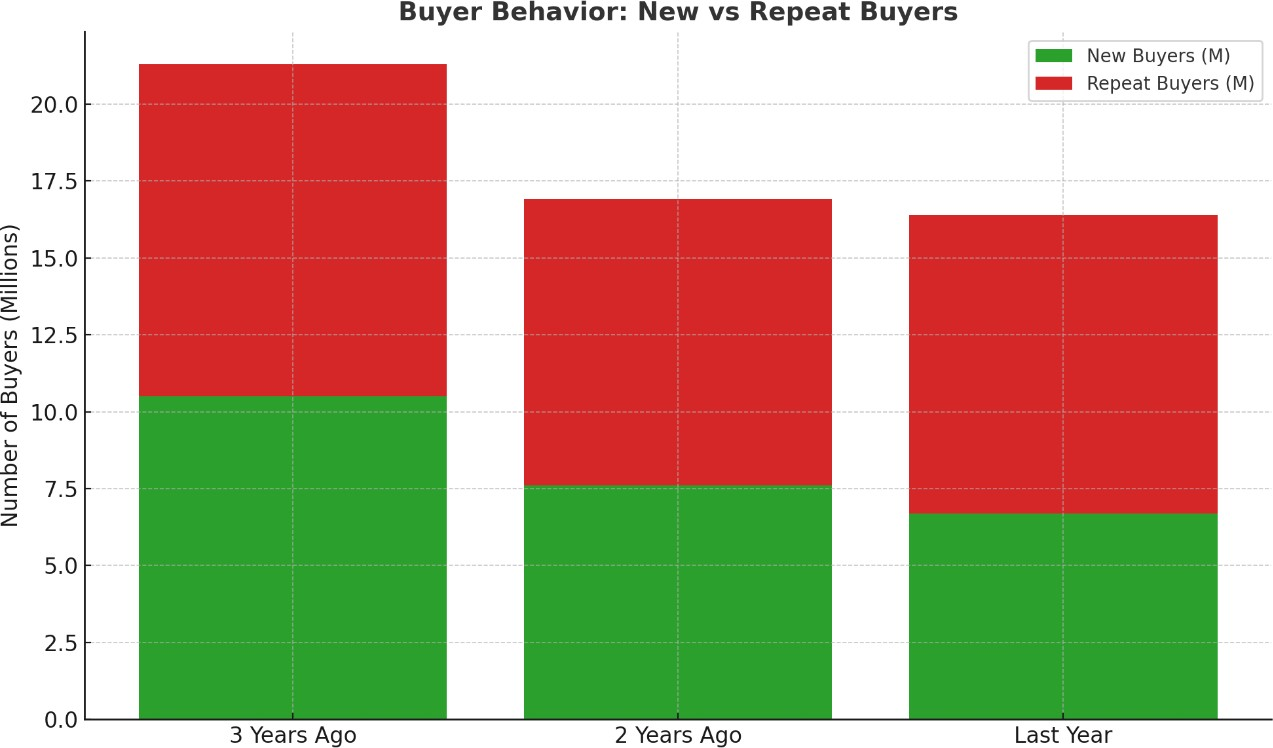 Buyer Behavior: New vs Repeat Buyers
New Buyers (M)
Repeat Buyers (M)
Number of Buyers (Millions)
20.0
17.5
15.0
12.5
10.0
7.5
5.0
2.5
0.0
3 Years Ago
2 Years Ago
Last Year